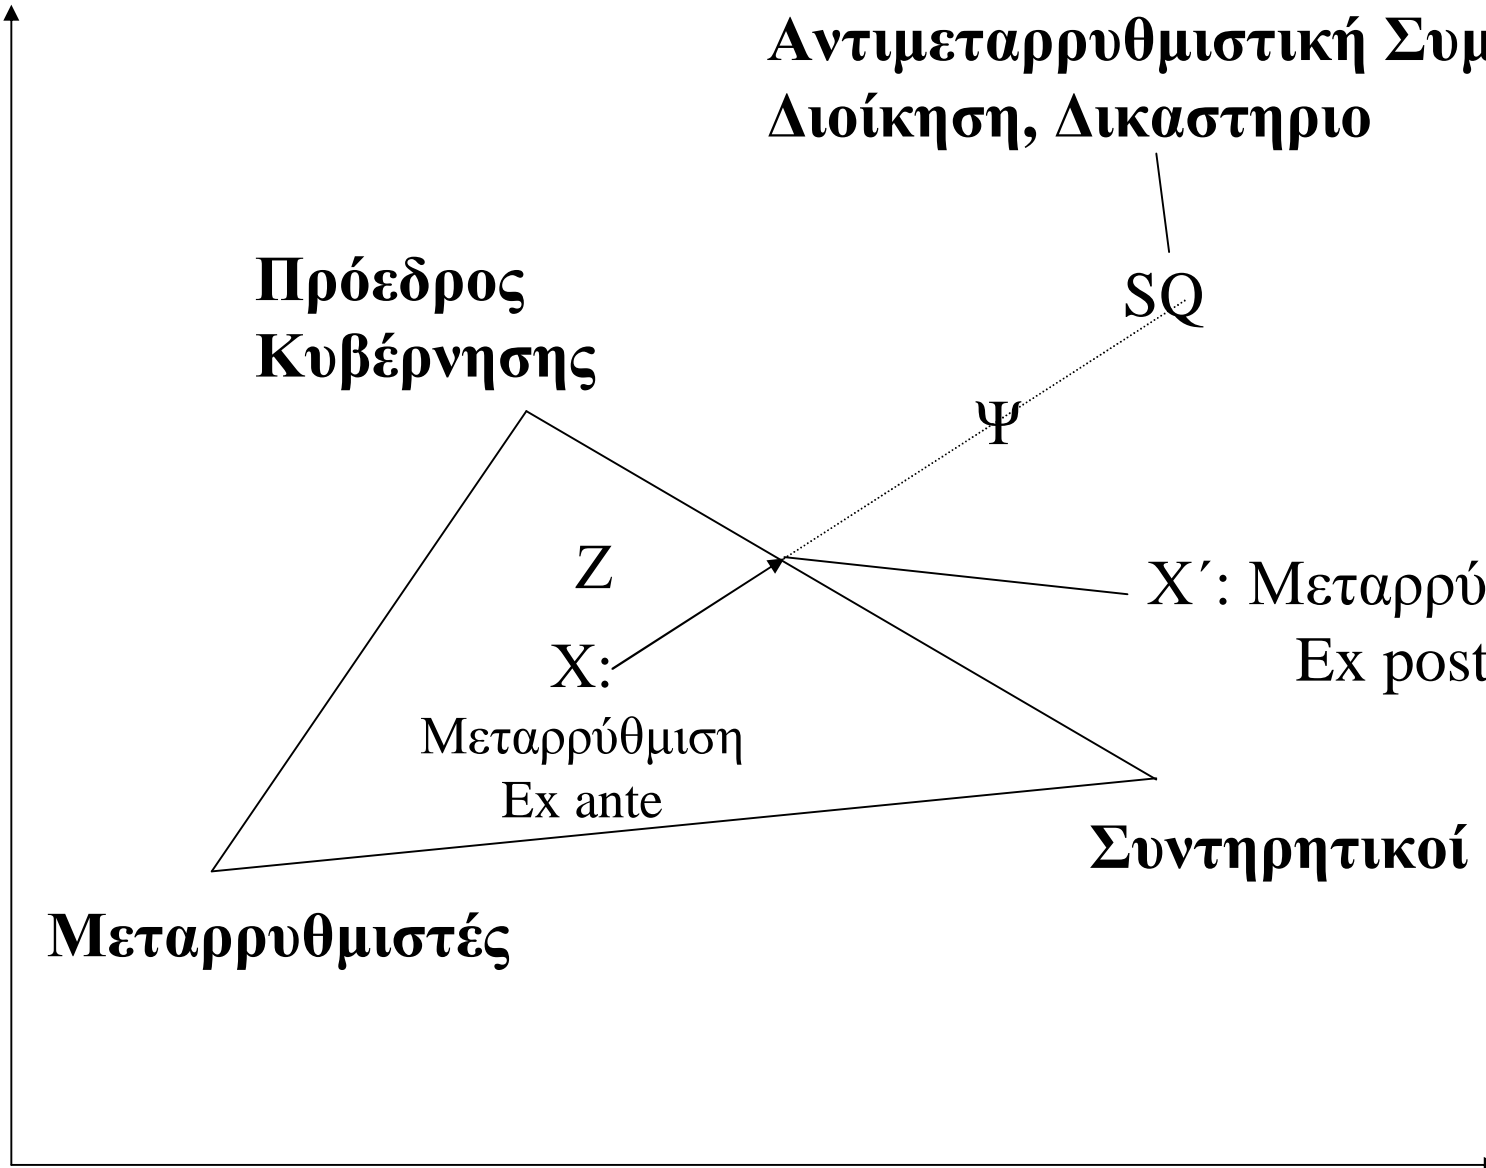 Αντιμεταρρυθμιστική Συμ
Διοίκηση, Δικαστηριο
Πρόεδρος
Κυβέρνησης
SQ
Ψ
Z
X:
Μεταρρύθμιση
Ex ante
Χ΄: Μεταρρύ
Ex post
Συντηρητικοί
Μεταρρυθμιστές